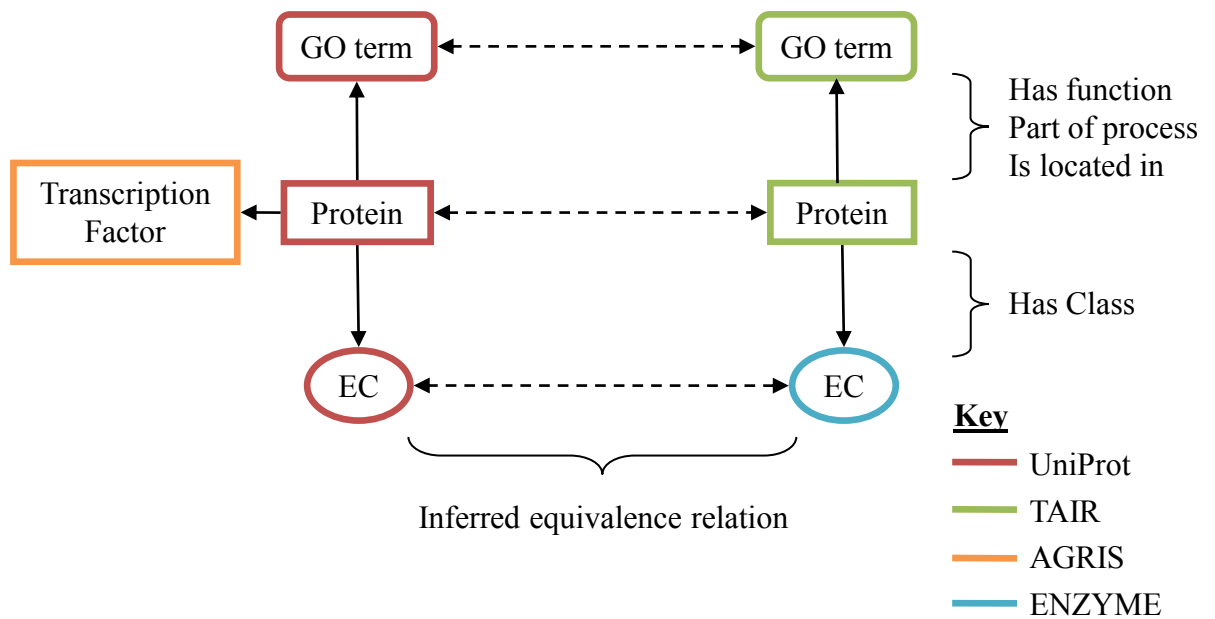 GO term
GO term
Has function
Part of process
Is located in
Transcription
Factor
Protein
Protein
Has Class
EC
EC
Inferred equivalence relation
Key
UniProt
TAIR
AGRIS
ENZYME